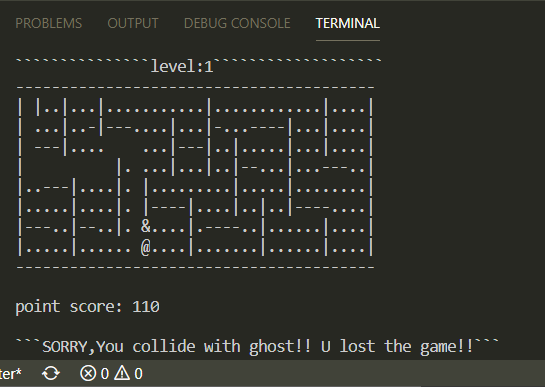 PROBLEMS OUTPUT DEBUG CONSOLE TERMINAL
```````````````level:1```````````````````
----------------------------------------
| |..|...|............|............|....|
| ...|..-|---....|...|-...----|...|....|
| ---|....    ...|---|..|.....|...|....|
|          |. ...|...|..|--...|...---..|
|..---|....|. |.........|.....|........|
|.....|....|. |----|....|..|..|----....|
|---..|--..|. &....|.----..|......|....|
|.....|...... @....|.......|......|....|
----------------------------------------
point score: 110
```SORRY,You collide with ghost!! U lost the game!!```
ter* 0 0